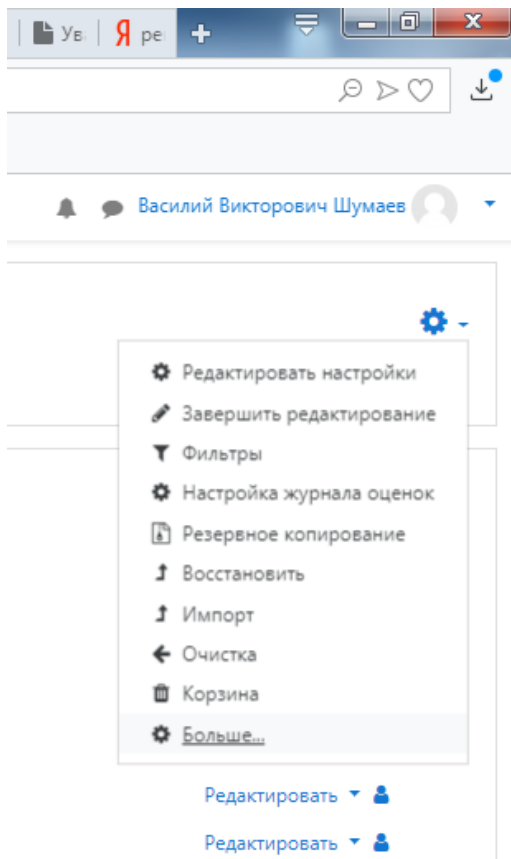 Ув
Я ре
Василий Викторович Шумаев
Редактировать настройки
Завершить редактирование
Фильтры
Настройка журнала оценок
Резервное копирование
Восстановить
Импорт
Очистка
Корзина
Больше...
Редактировать
Редактировать